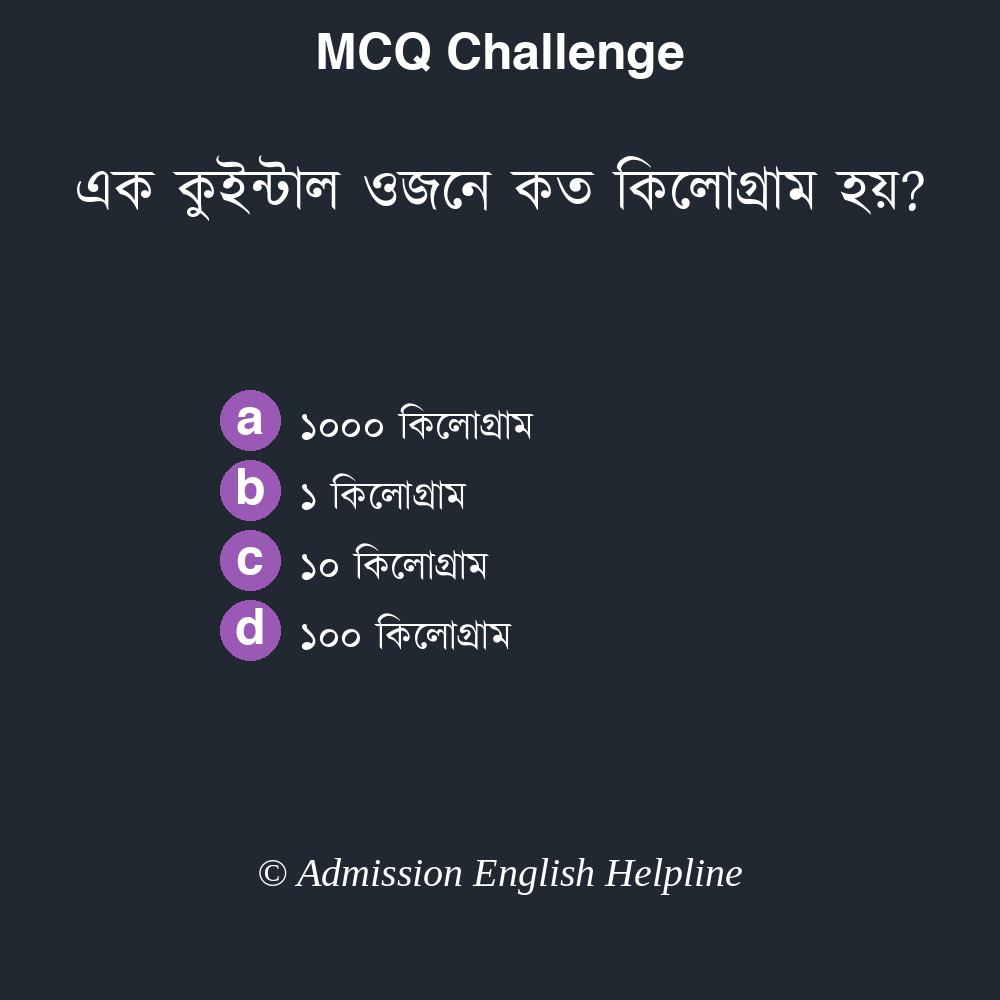 MCQ Challenge
এক কুইন্টাল ওজনে কত কিলোগ্রাম হয়?
a ১০০০ কিলোগ্রাম
b ১ কিলোগ্রাম
c ১০ কিলোগ্রাম
d ১০০ কিলোগ্রাম
© Admission English Helpline